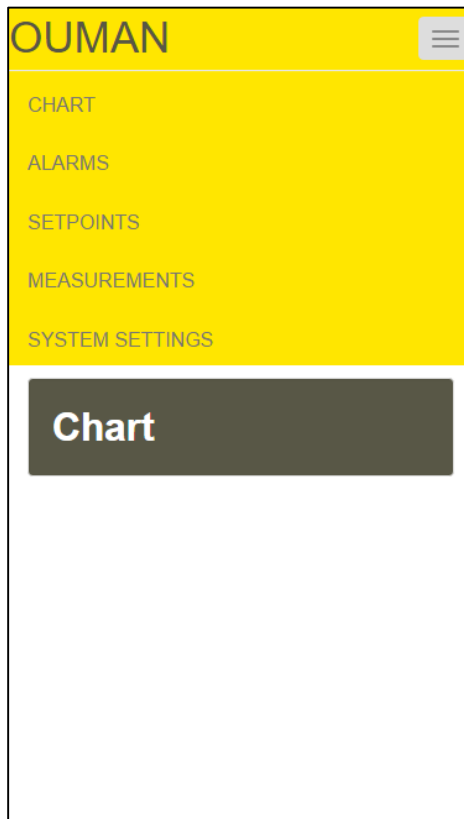 OUMAN
CHART
ALARMS
SETPOINTS
MEASUREMENTS
SYSTEM SETTINGS
Chart